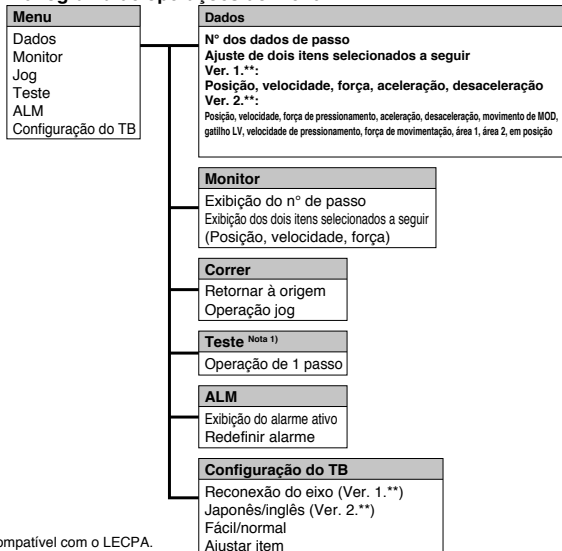 Menu
Dados
Monitor
Jog
Teste
ALM
Configuração do TB
Dados
N° dos dados de passo
Ajuste de dois itens selecionados a seguir
Ver. 1.**:
Posição, velocidade, força, aceleração, desaceleração
Ver. 2.**:
Posição, velocidade, força de pressionamento, aceleração, desaceleração, movimento de MOD,
gatilho LV, velocidade de pressionamento, força de movimentação, área 1, área 2, em posição
Monitor
Exibição do n° de passo
Exibição dos dois itens selecionados a seguir
(Posição, velocidade, força)
Correr
Retornar à origem
Operação jog
Teste Nota 1)
Operação de 1 passo
ALM
Exibição do alarme ativo
Redefinir alarme
Configuração do TB
Reconexão do eixo (Ver. 1.**)
Japonês/inglês (Ver. 2.**)
Fácil/normal
Ajustar item
ompatível com o LECPA.